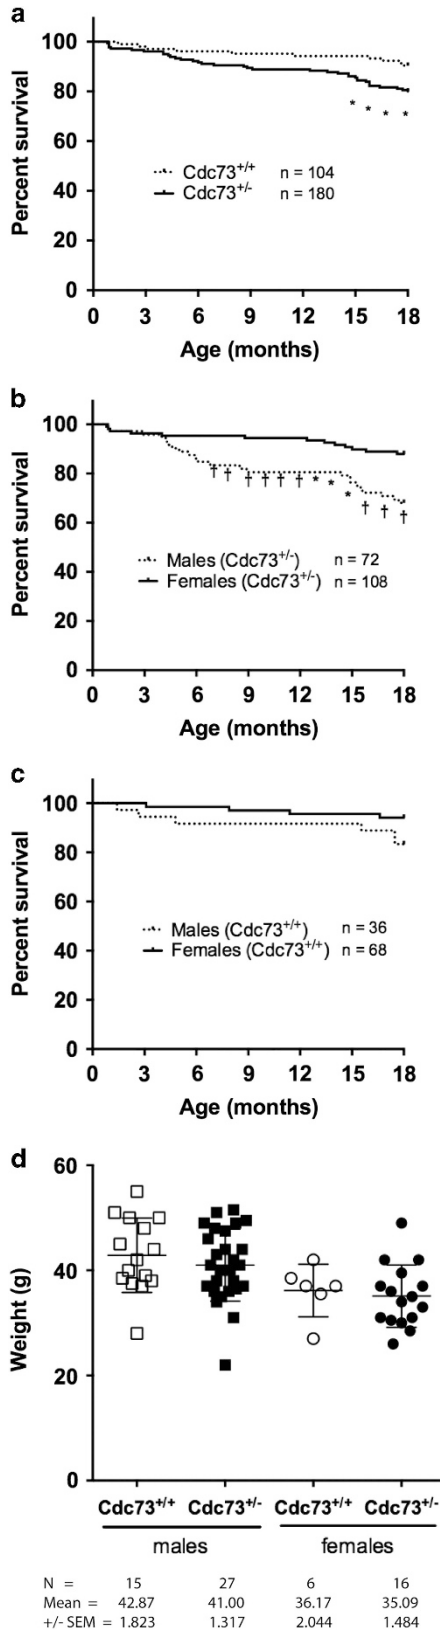 a
Percent survival
100
80
60
40
20
0
* * * *
Cdc73+/+ n = 104
Cdc73+/- n = 180
0 3 6 9 12 15 18
Age (months)
b
Percent survival
100
80
60
40
20
0
† † † † † † * * * † † †
Males (Cdc73+/-) n = 72
Females (Cdc73+/-) n = 108
0 3 6 9 12 15 18
Age (months)
c
Percent survival
100
80
60
40
20
0
Males (Cdc73+/+) n = 36
Females (Cdc73+/+) n = 68
0 3 6 9 12 15 18
Age (months)
d
Weight (g)
60
40
20
0
Cdc73+/+ Cdc73+/- Cdc73+/+ Cdc73+/-
males females
N = 15 27 6 16
Mean = 42.87 41.00 36.17 35.09
+/- SEM = 1.823 1.317 2.044 1.484